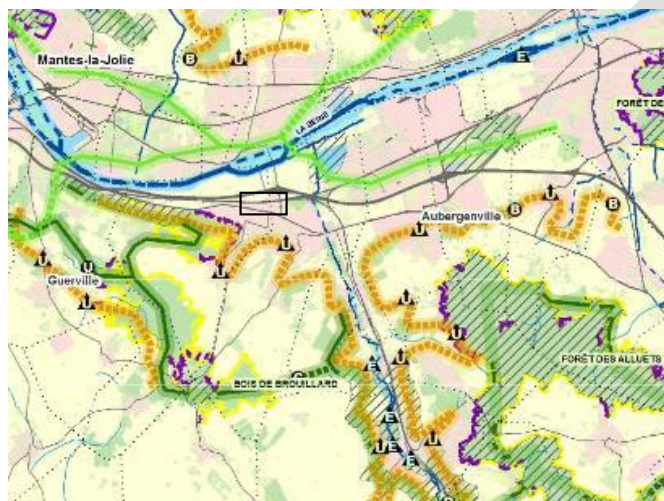 Mantes-la-Jolie
B
U
E
LA SEINE
FORÊT DE
Aubergenville
B
U
B
U
U
U
U
U
Guerville
U
U
U
FORÊT DES ALLUETS
BOIS DE BROUILLARD
E
U
E
U
E
U
E